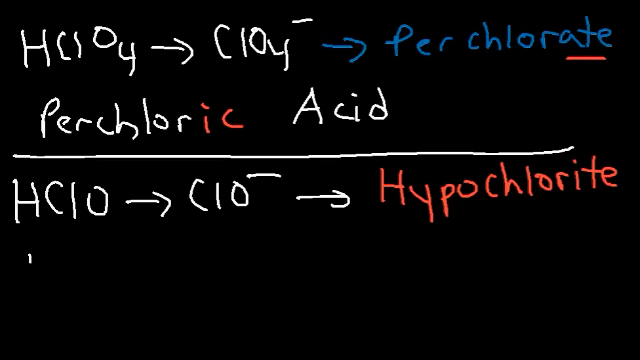 HClO4 → ClO4⁻ → Perchlorate
Perchloric Acid
HClO → ClO⁻ → Hypochlorite